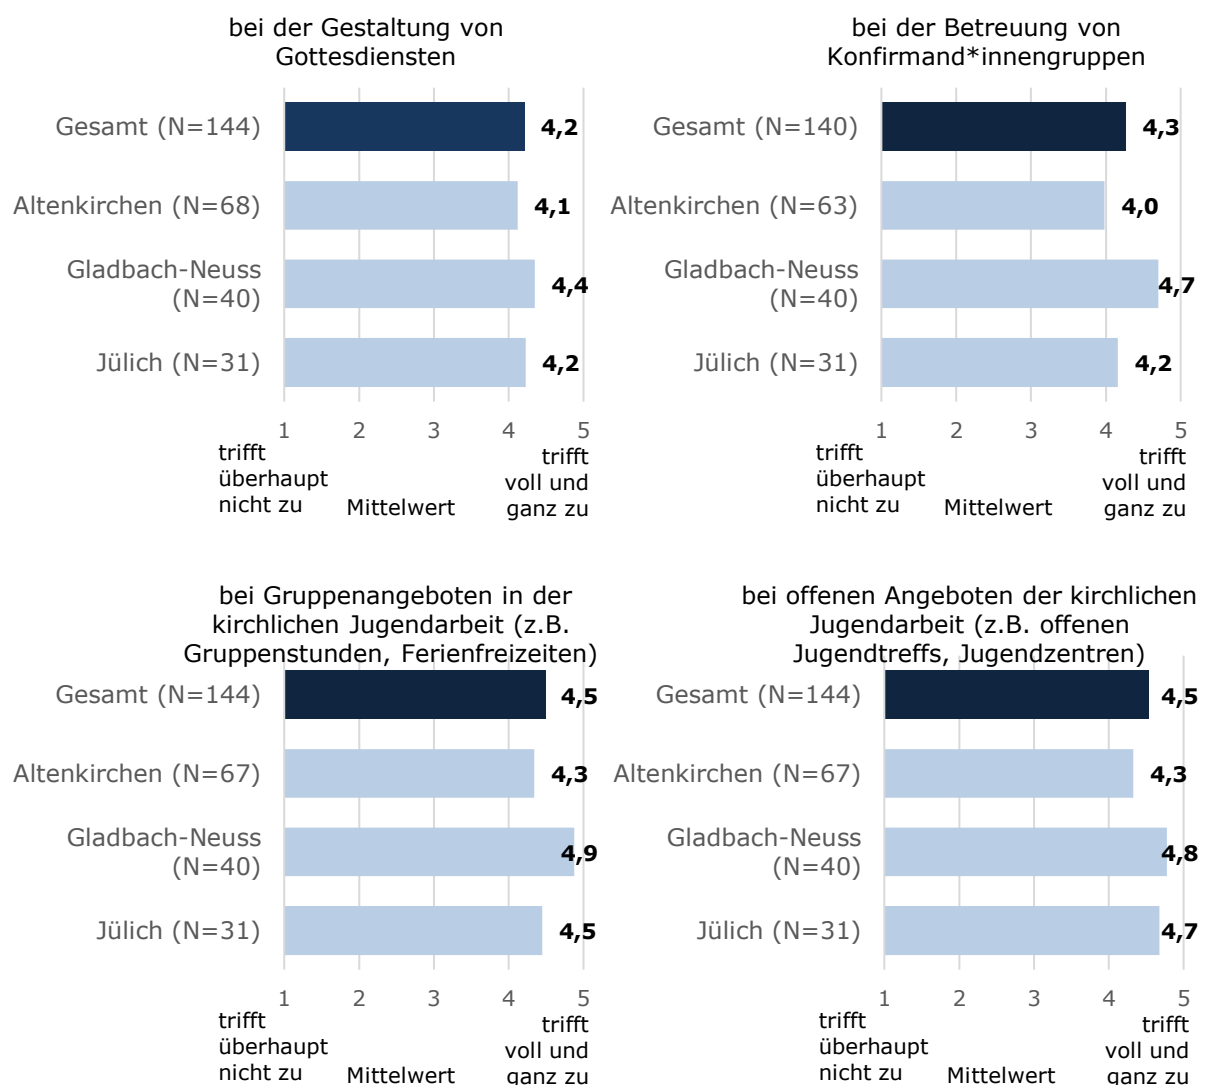 bei der Gestaltung von
Gottesdiensten
Gesamt (N=144)
4,2
Altenkirchen (N=68)
4,1
Gladbach-Neuss
(N=40)
4,4
Jülich (N=31)
4,2
1 2 3 4 5
trifft
überhaupt
nicht zu
Mittelwert
trifft
voll und
ganz zu
bei der Betreuung von
Konfirmand*innengruppen
Gesamt (N=140)
4,3
Altenkirchen (N=63)
4,0
Gladbach-Neuss
(N=40)
4,7
Jülich (N=31)
4,2
1 2 3 4 5
trifft
überhaupt
nicht zu
Mittelwert
trifft
voll und
ganz zu
bei Gruppenangeboten in der
kirchlichen Jugendarbeit (z.B.
Gruppenstunden, Ferienfreizeiten)
Gesamt (N=144)
4,5
Altenkirchen (N=67)
4,3
Gladbach-Neuss
(N=40)
4,9
Jülich (N=31)
4,5
1 2 3 4 5
trifft
überhaupt
nicht zu
Mittelwert
trifft
voll und
ganz zu
bei offenen Angeboten der kirchlichen
Jugendarbeit (z.B. offenen
Jugendtreffs, Jugendzentren)
Gesamt (N=144)
4,5
Altenkirchen (N=67)
4,3
Gladbach-Neuss
(N=40)
4,8
Jülich (N=31)
4,7
1 2 3 4 5
trifft
überhaupt
nicht zu
Mittelwert
trifft
voll und
ganz zu